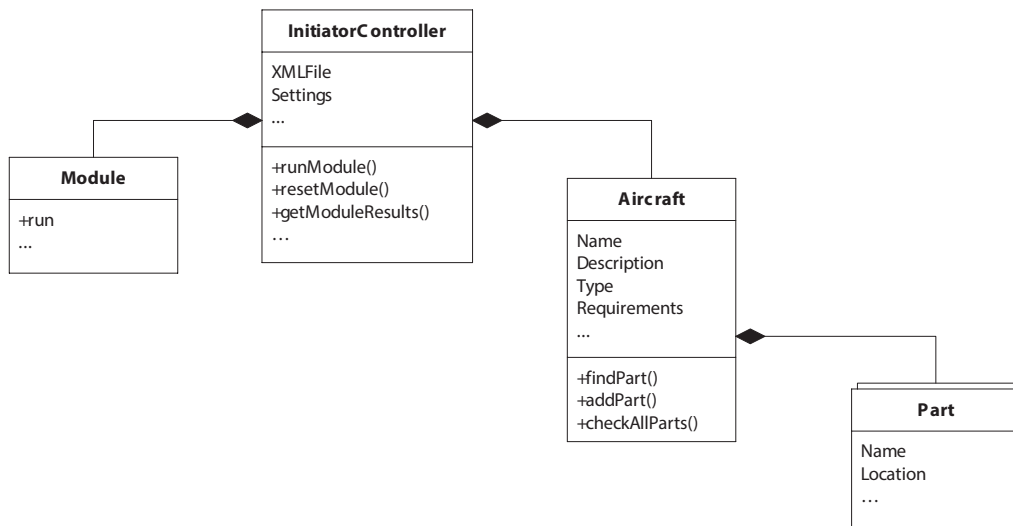 InitiatorController
XMLFile
Settings
...
+runModule()
+resetModule()
+getModuleResults()
...
Module
+run
...
Aircraft
Name
Description
Type
Requirements
...
+findPart()
+addPart()
+checkAllParts()
Part
Name
Location
...